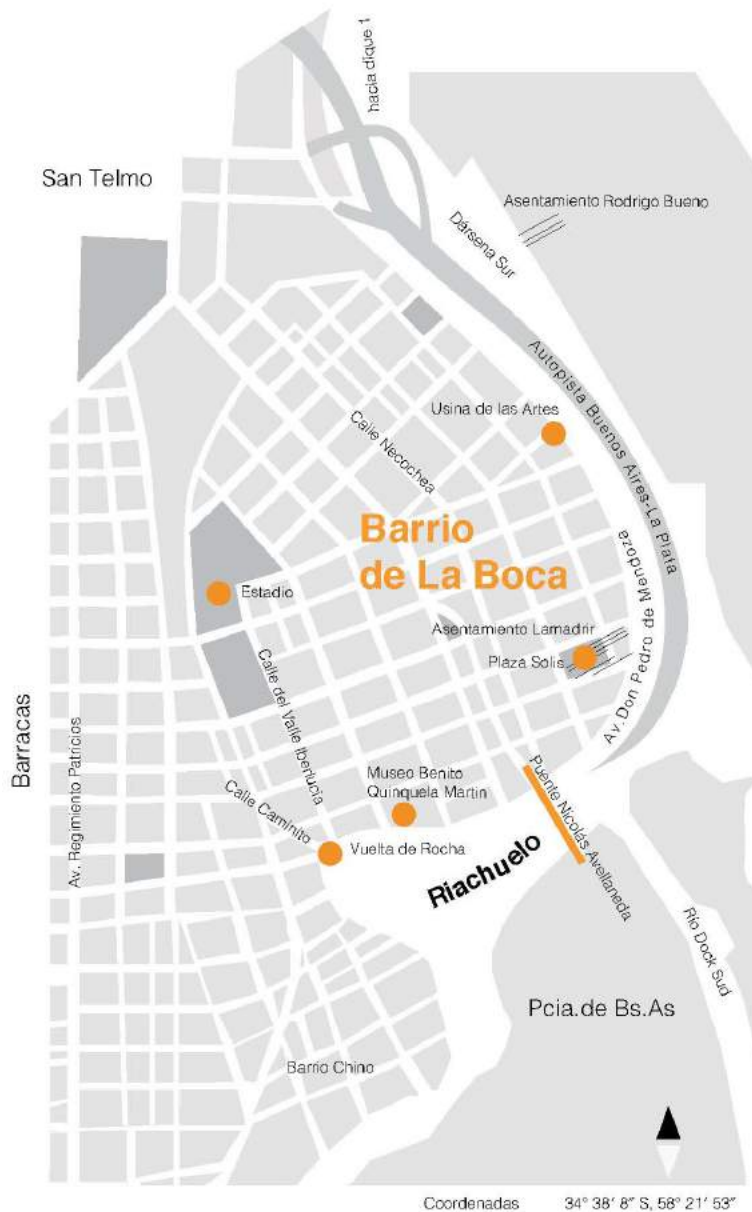 hacia dique 1
San Telmo
Asentamiento Rodrigo Bueno
Dársena Sur
Autopista Buenos Aires-La Plata
Usina de las Artes
Calle Necochea
Barrio
de La Boca
Estadio
Asentamiento Lamadrir
Plaza Solis
Av. Don Pedro de Mendoza
Calle del Valle Iberlucia
Barracas
Av. Regimiento Patricios
Museo Benito
Quinquela Martin
Calle Caminito
Vuelta de Rocha
Puente Nicolás Avellaneda
Riachuelo
Rio Dock Sud
Pcia.de Bs.As
Barrio Chino
Coordenadas 34° 38' 8" S, 58° 21' 53"